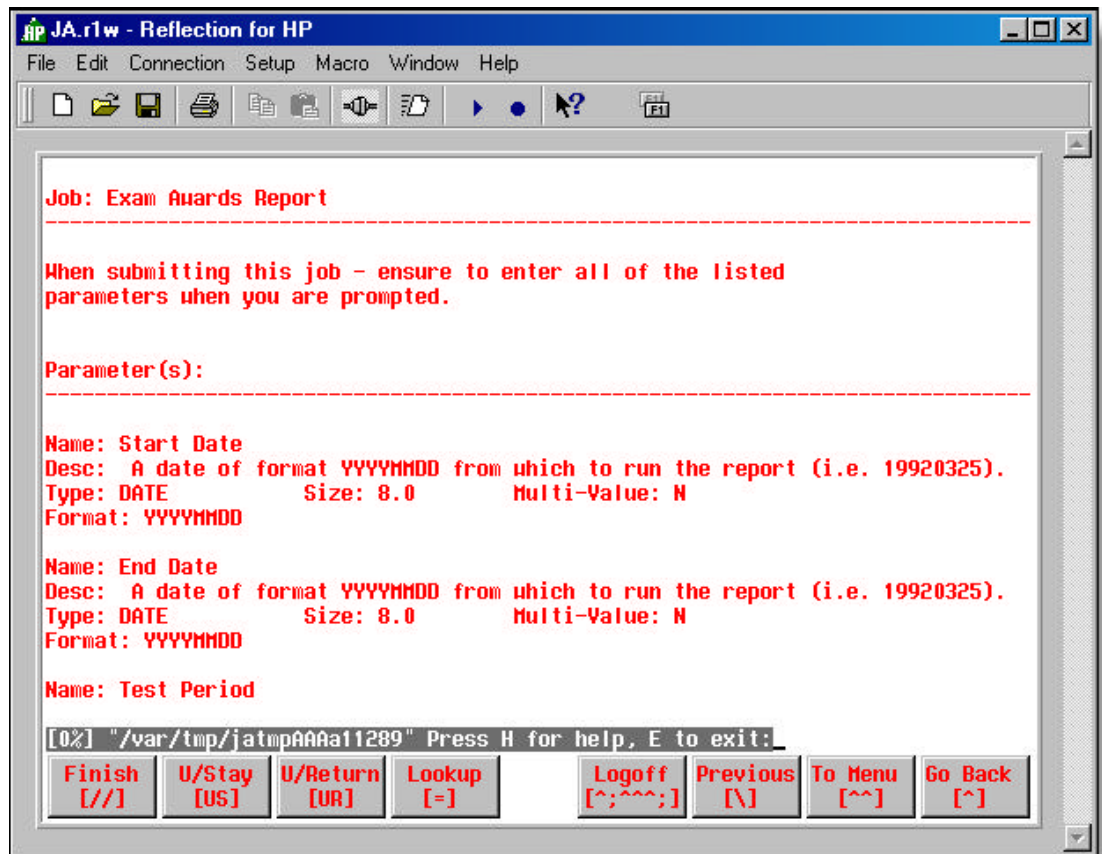 JA.r1w - Reflection for HP
File Edit Connection Setup Macro Window Help
Job: Exam Awards Report
--------------------------------------------------------------------------------
When submitting this job - ensure to enter all of the listed
parameters when you are prompted.
Parameter(s):
--------------------------------------------------------------------------------
Name: Start Date
Desc: A date of format YYYYMMDD from which to run the report (i.e. 19920325).
Type: DATE Size: 8.0 Multi-Value: N
Format: YYYYMMDD
Name: End Date
Desc: A date of format YYYYMMDD from which to run the report (i.e. 19920325).
Type: DATE Size: 8.0 Multi-Value: N
Format: YYYYMMDD
Name: Test Period
[0%] "/var/tmp/jatmpAAAa11289" Press H for help, E to exit:_
Finish U/Stay U/Return Lookup Logoff Previous To Menu Go Back
[//] [US] [UR] [=] [^;^^^;] [\] [^^] [^]